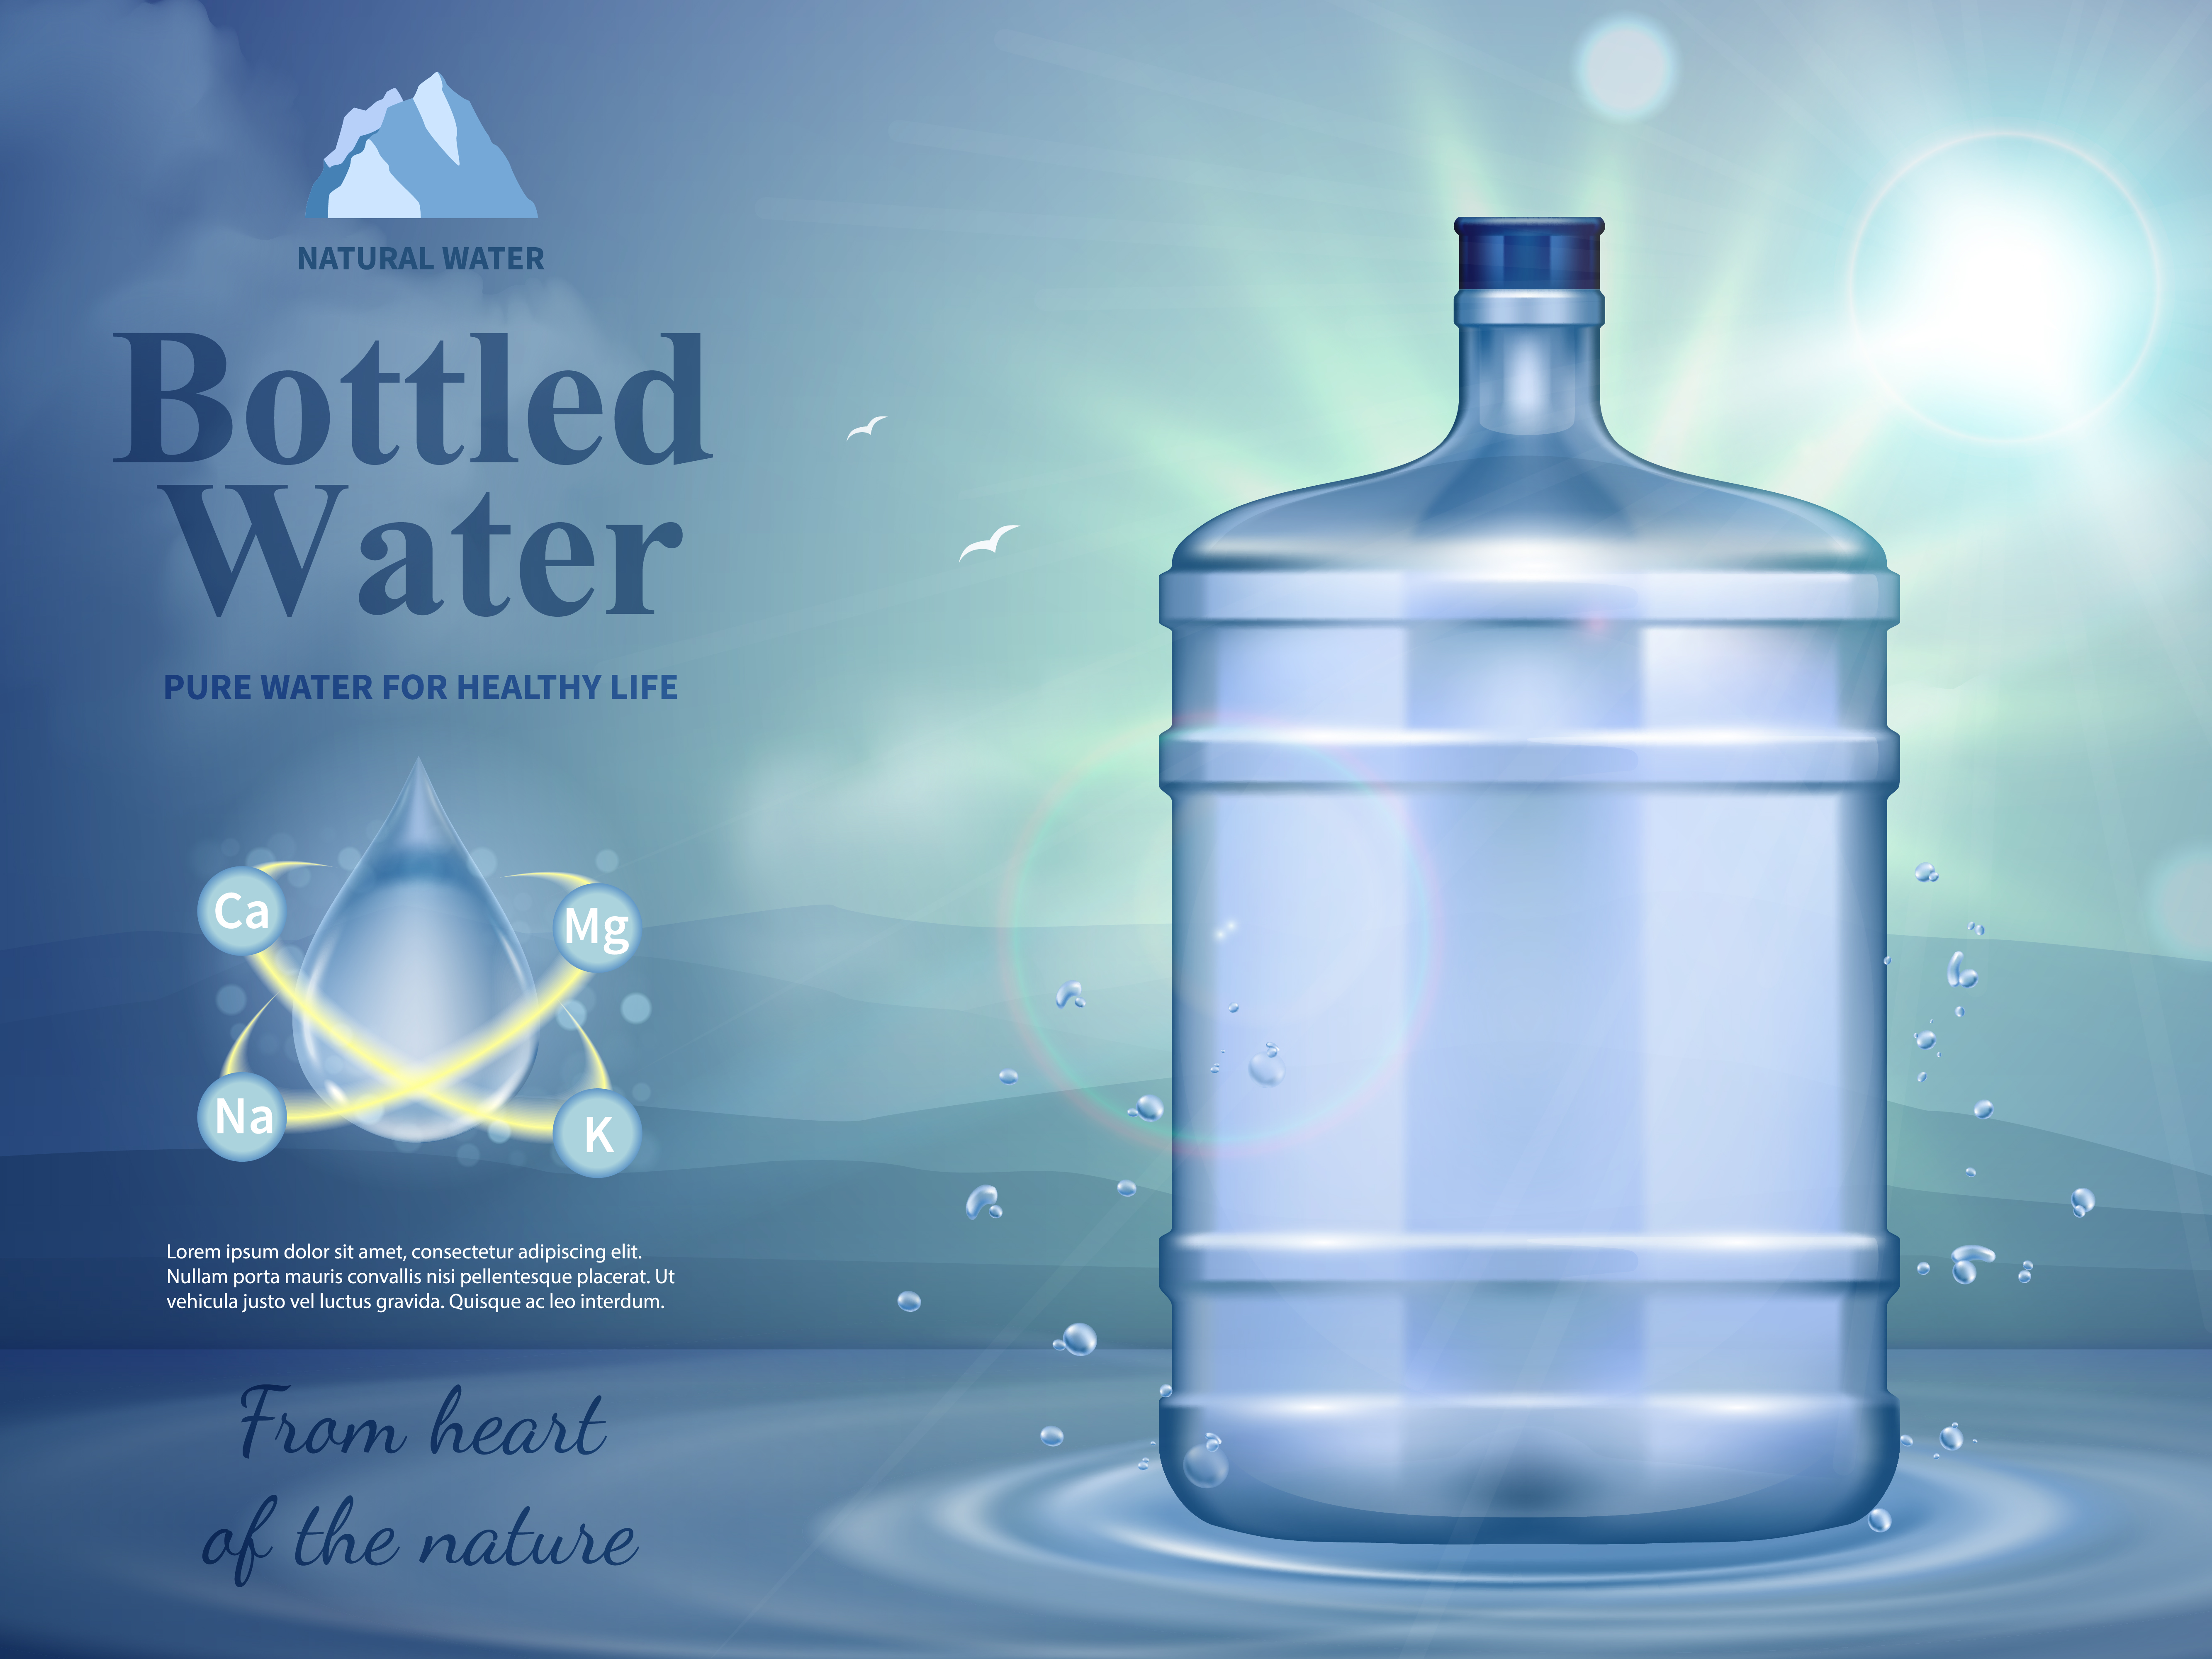 NATURAL WATER
Bottled
Water
PURE WATER FOR HEALTHY LIFE
Ca
Mg
Na
K
Lorem ipsum dolor sit amet, consectetur adipiscing elit.
Nullam porta mauris convallis nisi pellentesque placerat. Ut
vehicula justo vel luctus gravida. Quisque ac leo interdum.
From heart
of the nature